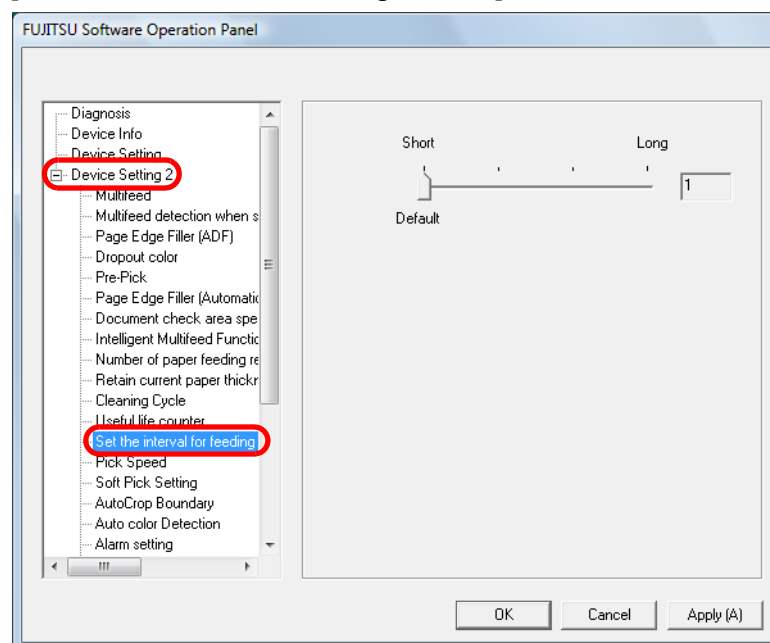 FUJITSU Software Operation Panel
Diagnosis
Device Info
Device Setting
Device Setting 2
Multifeed
Multifeed detection when s
Page Edge Filler (ADF)
Dropout color
Pre-Pick
Page Edge Filler (Automatic
Document check area spe
Intelligent Multifeed Functic
Number of paper feeding re
Retain current paper thickr
Cleaning Cycle
Useful life counter
Set the interval for feeding
Pick Speed
Soft Pick Setting
AutoCrop Boundary
Auto color Detection
Alarm setting
Short Long
1
Default
OK Cancel Apply (A)